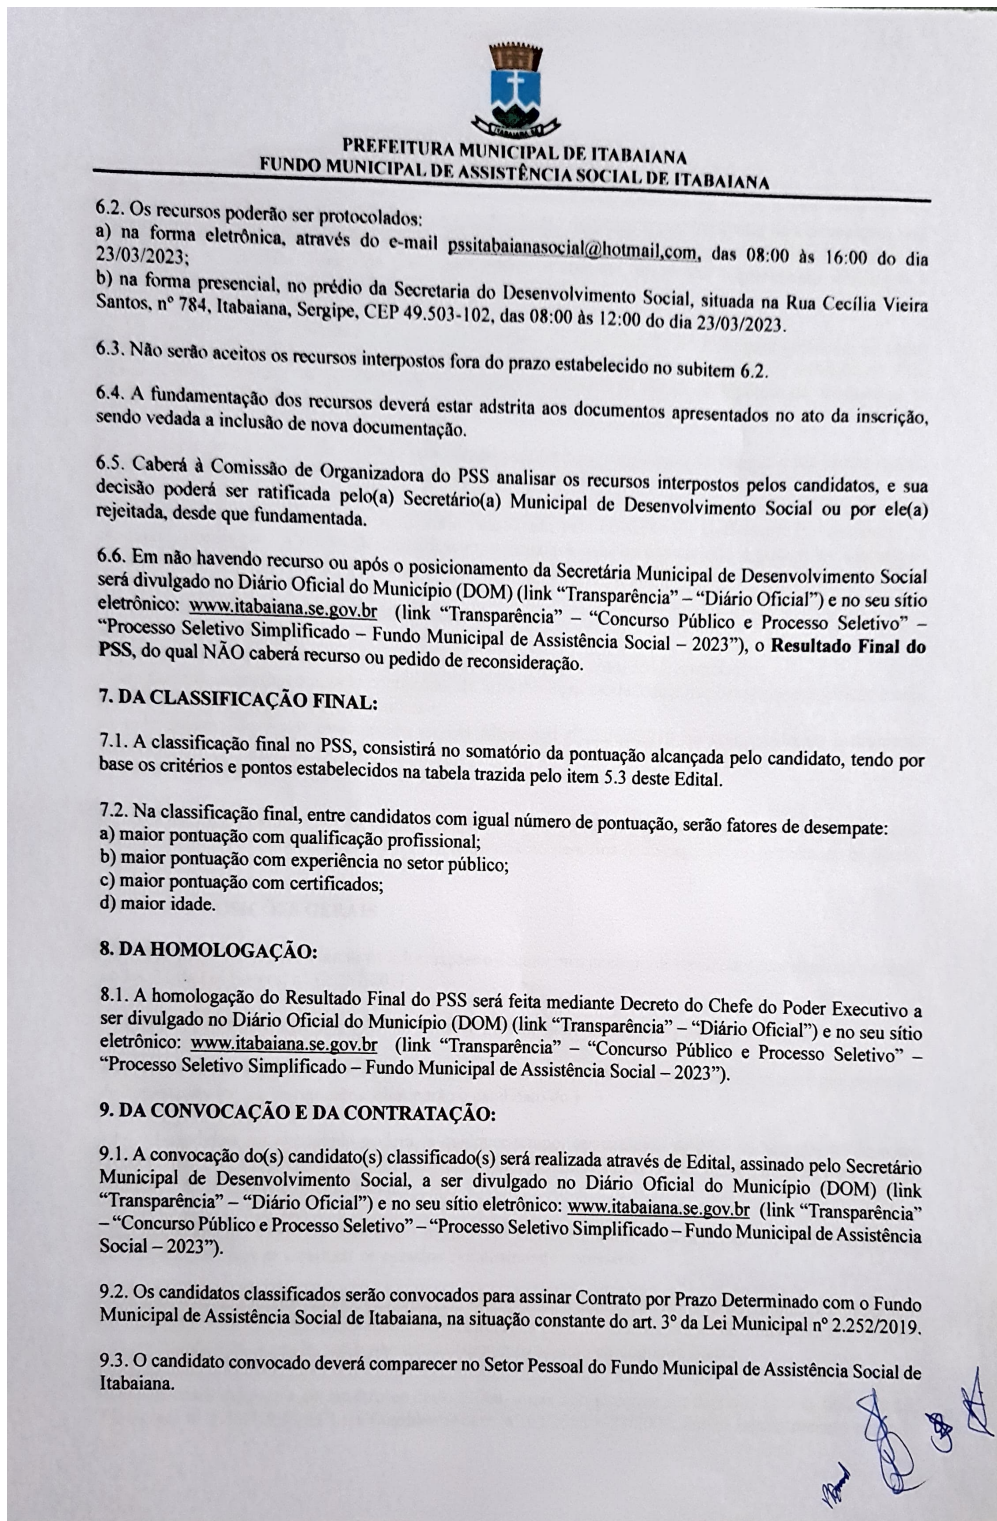 ITABAIANA-SE
PREFEITURA MUNICIPAL DE ITABAIANA
FUNDO MUNICIPAL DE ASSISTÊNCIA SOCIAL DE ITABAIANA
6.2. Os recursos poderão ser protocolados:
a) na forma eletrônica, através do e-mail pssitabaianasocial@hotmail.com, das 08:00 às 16:00 do dia
23/03/2023;
b) na forma presencial, no prédio da Secretaria do Desenvolvimento Social, situada na Rua Cecília Vieira
Santos, nº 784, Itabaiana, Sergipe, CEP 49.503-102, das 08:00 às 12:00 do dia 23/03/2023.
6.3. Não serão aceitos os recursos interpostos fora do prazo estabelecido no subitem 6.2.
6.4. A fundamentação dos recursos deverá estar adstrita aos documentos apresentados no ato da inscrição,
sendo vedada a inclusão de nova documentação.
6.5. Caberá à Comissão de Organizadora do PSS analisar os recursos interpostos pelos candidatos, e sua
decisão poderá ser ratificada pelo(a) Secretário(a) Municipal de Desenvolvimento Social ou por ele(a)
rejeitada, desde que fundamentada.
6.6. Em não havendo recurso ou após o posicionamento da Secretária Municipal de Desenvolvimento Social
será divulgado no Diário Oficial do Município (DOM) (link “Transparência” – “Diário Oficial”) e no seu sítio
eletrônico: www.itabaiana.se.gov.br (link “Transparência” – “Concurso Público e Processo Seletivo” –
“Processo Seletivo Simplificado – Fundo Municipal de Assistência Social – 2023”), o Resultado Final do
PSS, do qual NÃO caberá recurso ou pedido de reconsideração.
7. DA CLASSIFICAÇÃO FINAL:
7.1. A classificação final no PSS, consistirá no somatório da pontuação alcançada pelo candidato, tendo por
base os critérios e pontos estabelecidos na tabela trazida pelo item 5.3 deste Edital.
7.2. Na classificação final, entre candidatos com igual número de pontuação, serão fatores de desempate:
a) maior pontuação com qualificação profissional;
b) maior pontuação com experiência no setor público;
c) maior pontuação com certificados;
d) maior idade.
8. DA HOMOLOGAÇÃO:
8.1. A homologação do Resultado Final do PSS será feita mediante Decreto do Chefe do Poder Executivo a
ser divulgado no Diário Oficial do Município (DOM) (link “Transparência” – “Diário Oficial”) e no seu sítio
eletrônico: www.itabaiana.se.gov.br (link “Transparência” – “Concurso Público e Processo Seletivo” –
“Processo Seletivo Simplificado – Fundo Municipal de Assistência Social – 2023”).
9. DA CONVOCAÇÃO E DA CONTRATAÇÃO:
9.1. A convocação do(s) candidato(s) classificado(s) será realizada através de Edital, assinado pelo Secretário
Municipal de Desenvolvimento Social, a ser divulgado no Diário Oficial do Município (DOM) (link
“Transparência” – “Diário Oficial”) e no seu sítio eletrônico: www.itabaiana.se.gov.br (link “Transparência”
– “Concurso Público e Processo Seletivo” – “Processo Seletivo Simplificado – Fundo Municipal de Assistência
Social – 2023”).
9.2. Os candidatos classificados serão convocados para assinar Contrato por Prazo Determinado com o Fundo
Municipal de Assistência Social de Itabaiana, na situação constante do art. 3º da Lei Municipal nº 2.252/2019.
9.3. O candidato convocado deverá comparecer no Setor Pessoal do Fundo Municipal de Assistência Social de
Itabaiana.